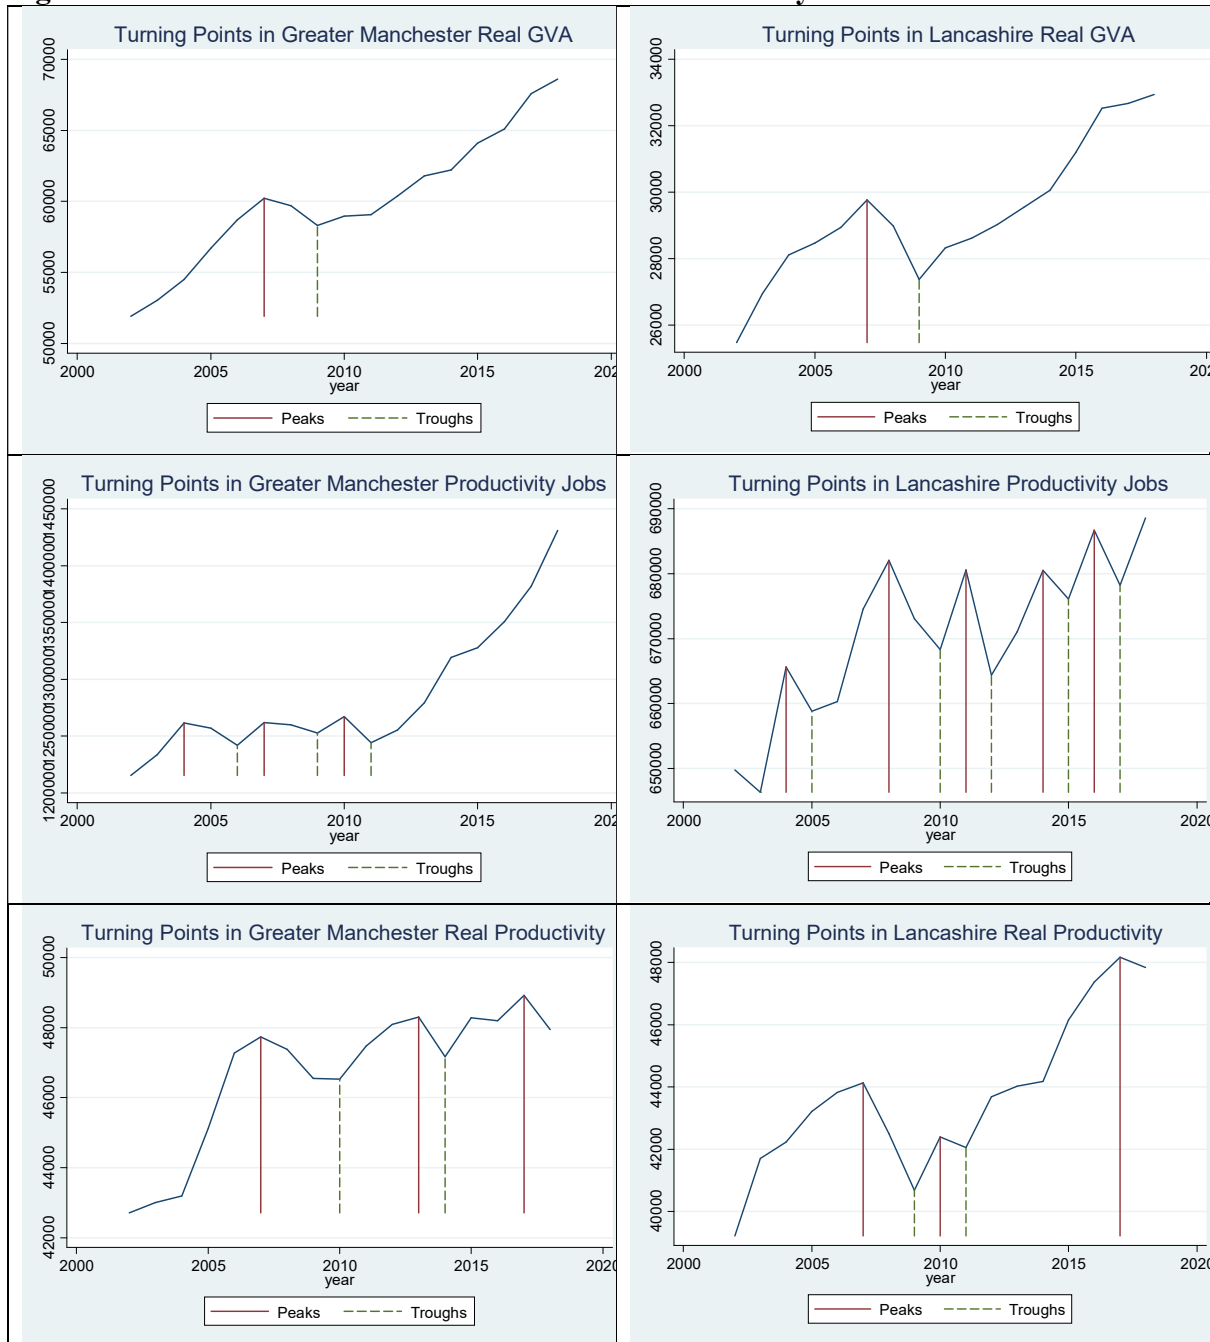 Turning Points in Greater Manchester Real GVA
70000
65000
60000
55000
50000
2000 2005 2010 2015
year
Peaks Troughs
Turning Points in Lancashire Real GVA
34000
32000
30000
28000
26000
2000 2005 2010 2015
year
Peaks Troughs
Turning Points in Greater Manchester Productivity Jobs
1450000
1400000
1350000
1300000
1250000
1200000
2000 2005 2010 2015
year
Peaks Troughs
Turning Points in Lancashire Productivity Jobs
690000
680000
670000
660000
650000
2000 2005 2010 2015 2020
year
Peaks Troughs
Turning Points in Greater Manchester Real Productivity
50000
48000
46000
44000
42000
2000 2005 2010 2015 2020
year
Peaks Troughs
Turning Points in Lancashire Real Productivity
48000
46000
44000
42000
40000
2000 2005 2010 2015 2020
year
Peaks Troughs